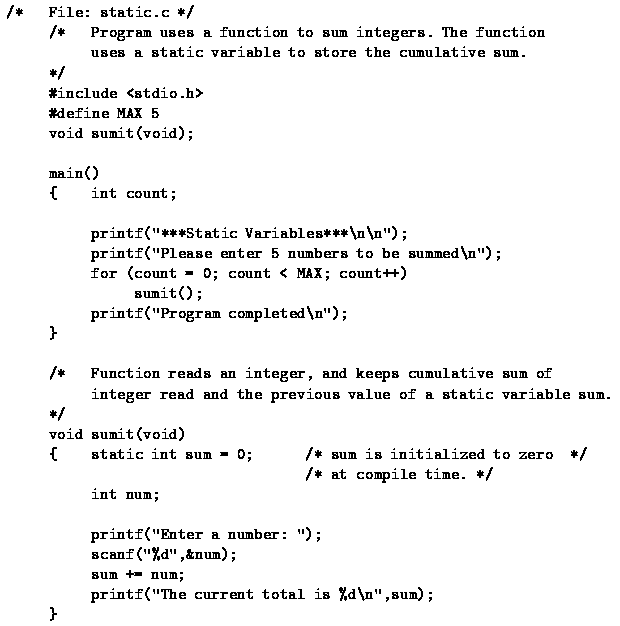 /*   File: static.c */
     /*   Program uses a function to sum integers. The function
          uses a static variable to store the cumulative sum.
     */
     #include <stdio.h>
     #define MAX 5
     void sumit(void);

     main()
     {    int count;

          printf("***Static Variables***\n\n");
          printf("Please enter 5 numbers to be summed\n");
          for (count = 0; count < MAX; count++)
               sumit();
          printf("Program completed\n");
     }

     /*   Function reads an integer, and keeps cumulative sum of
          integer read and the previous value of a static variable sum.
     */
     void sumit(void)
     {    static int sum = 0;      /* sum is initialized to zero  */
                                   /* at compile time. */
          int num;

          printf("Enter a number: ");
          scanf("%d",&num);
          sum += num;
          printf("The current total is %d\n",sum);
     }